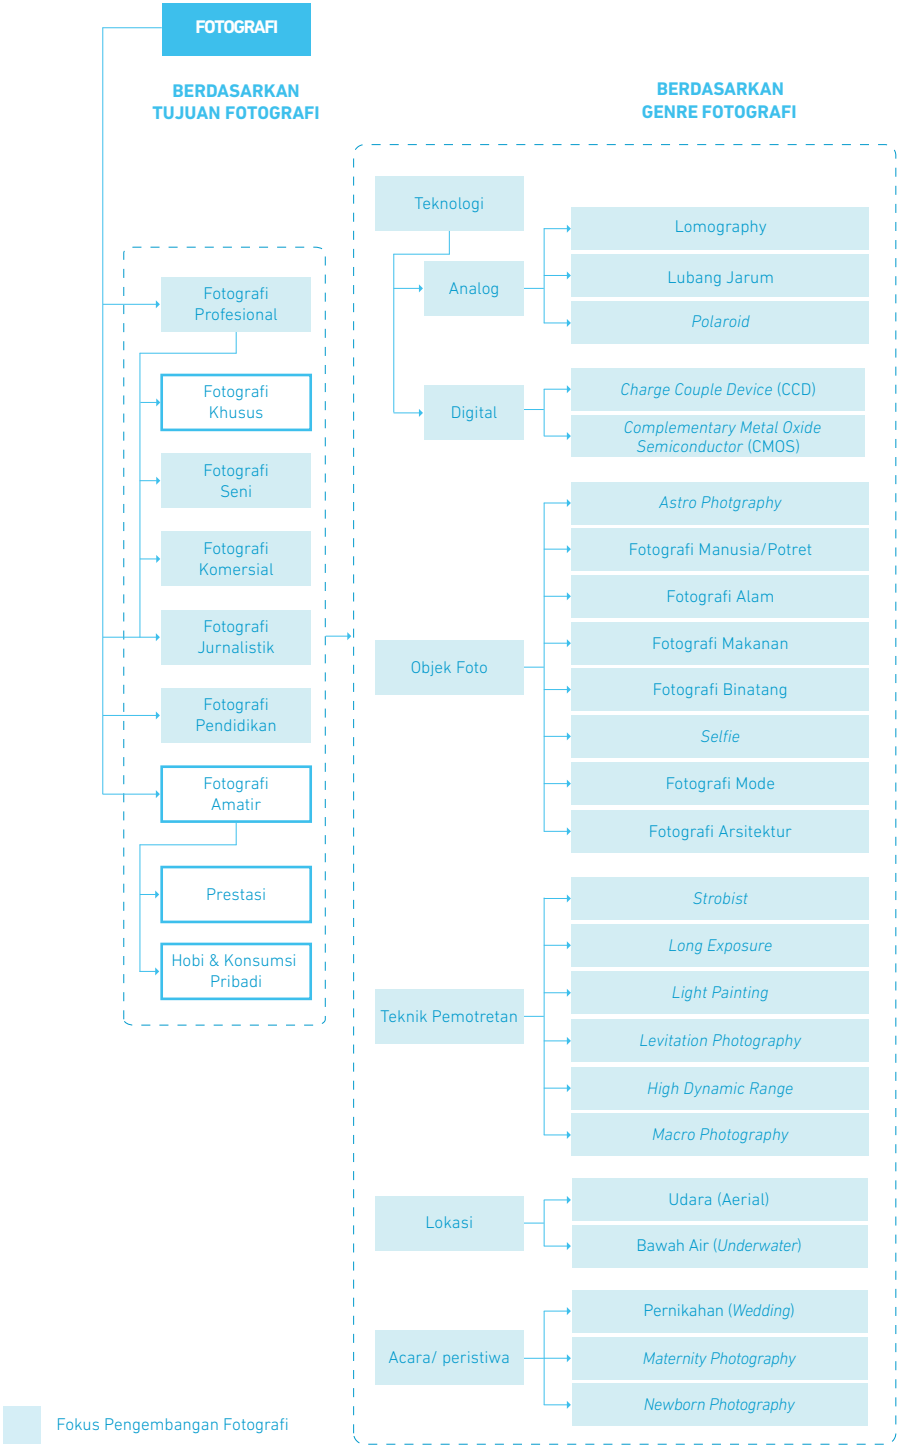 FOTOGRAFI
BERDASARKAN
TUJUAN FOTOGRAFI
Fotografi
Profesional
Fotografi
Khusus
Fotografi
Seni
Fotografi
Komersial
Fotografi
Jurnalistik
Fotografi
Pendidikan
Fotografi
Amatir
Prestasi
Hobi & Konsumsi
Pribadi
BERDASARKAN
GENRE FOTOGRAFI
Teknologi
Analog
Lomography
Lubang Jarum
Polaroid
Digital
Charge Couple Device (CCD)
Complementary Metal Oxide
Semiconductor (CMOS)
Objek Foto
Astro Photgraphy
Fotografi Manusia/Potret
Fotografi Alam
Fotografi Makanan
Fotografi Binatang
Selfie
Fotografi Mode
Fotografi Arsitektur
Teknik Pemotretan
Strobist
Long Exposure
Light Painting
Levitation Photography
High Dynamic Range
Macro Photography
Lokasi
Udara (Aerial)
Bawah Air (Underwater)
Acara/ peristiwa
Pernikahan (Wedding)
Maternity Photography
Newborn Photography
Fokus Pengembangan Fotografi